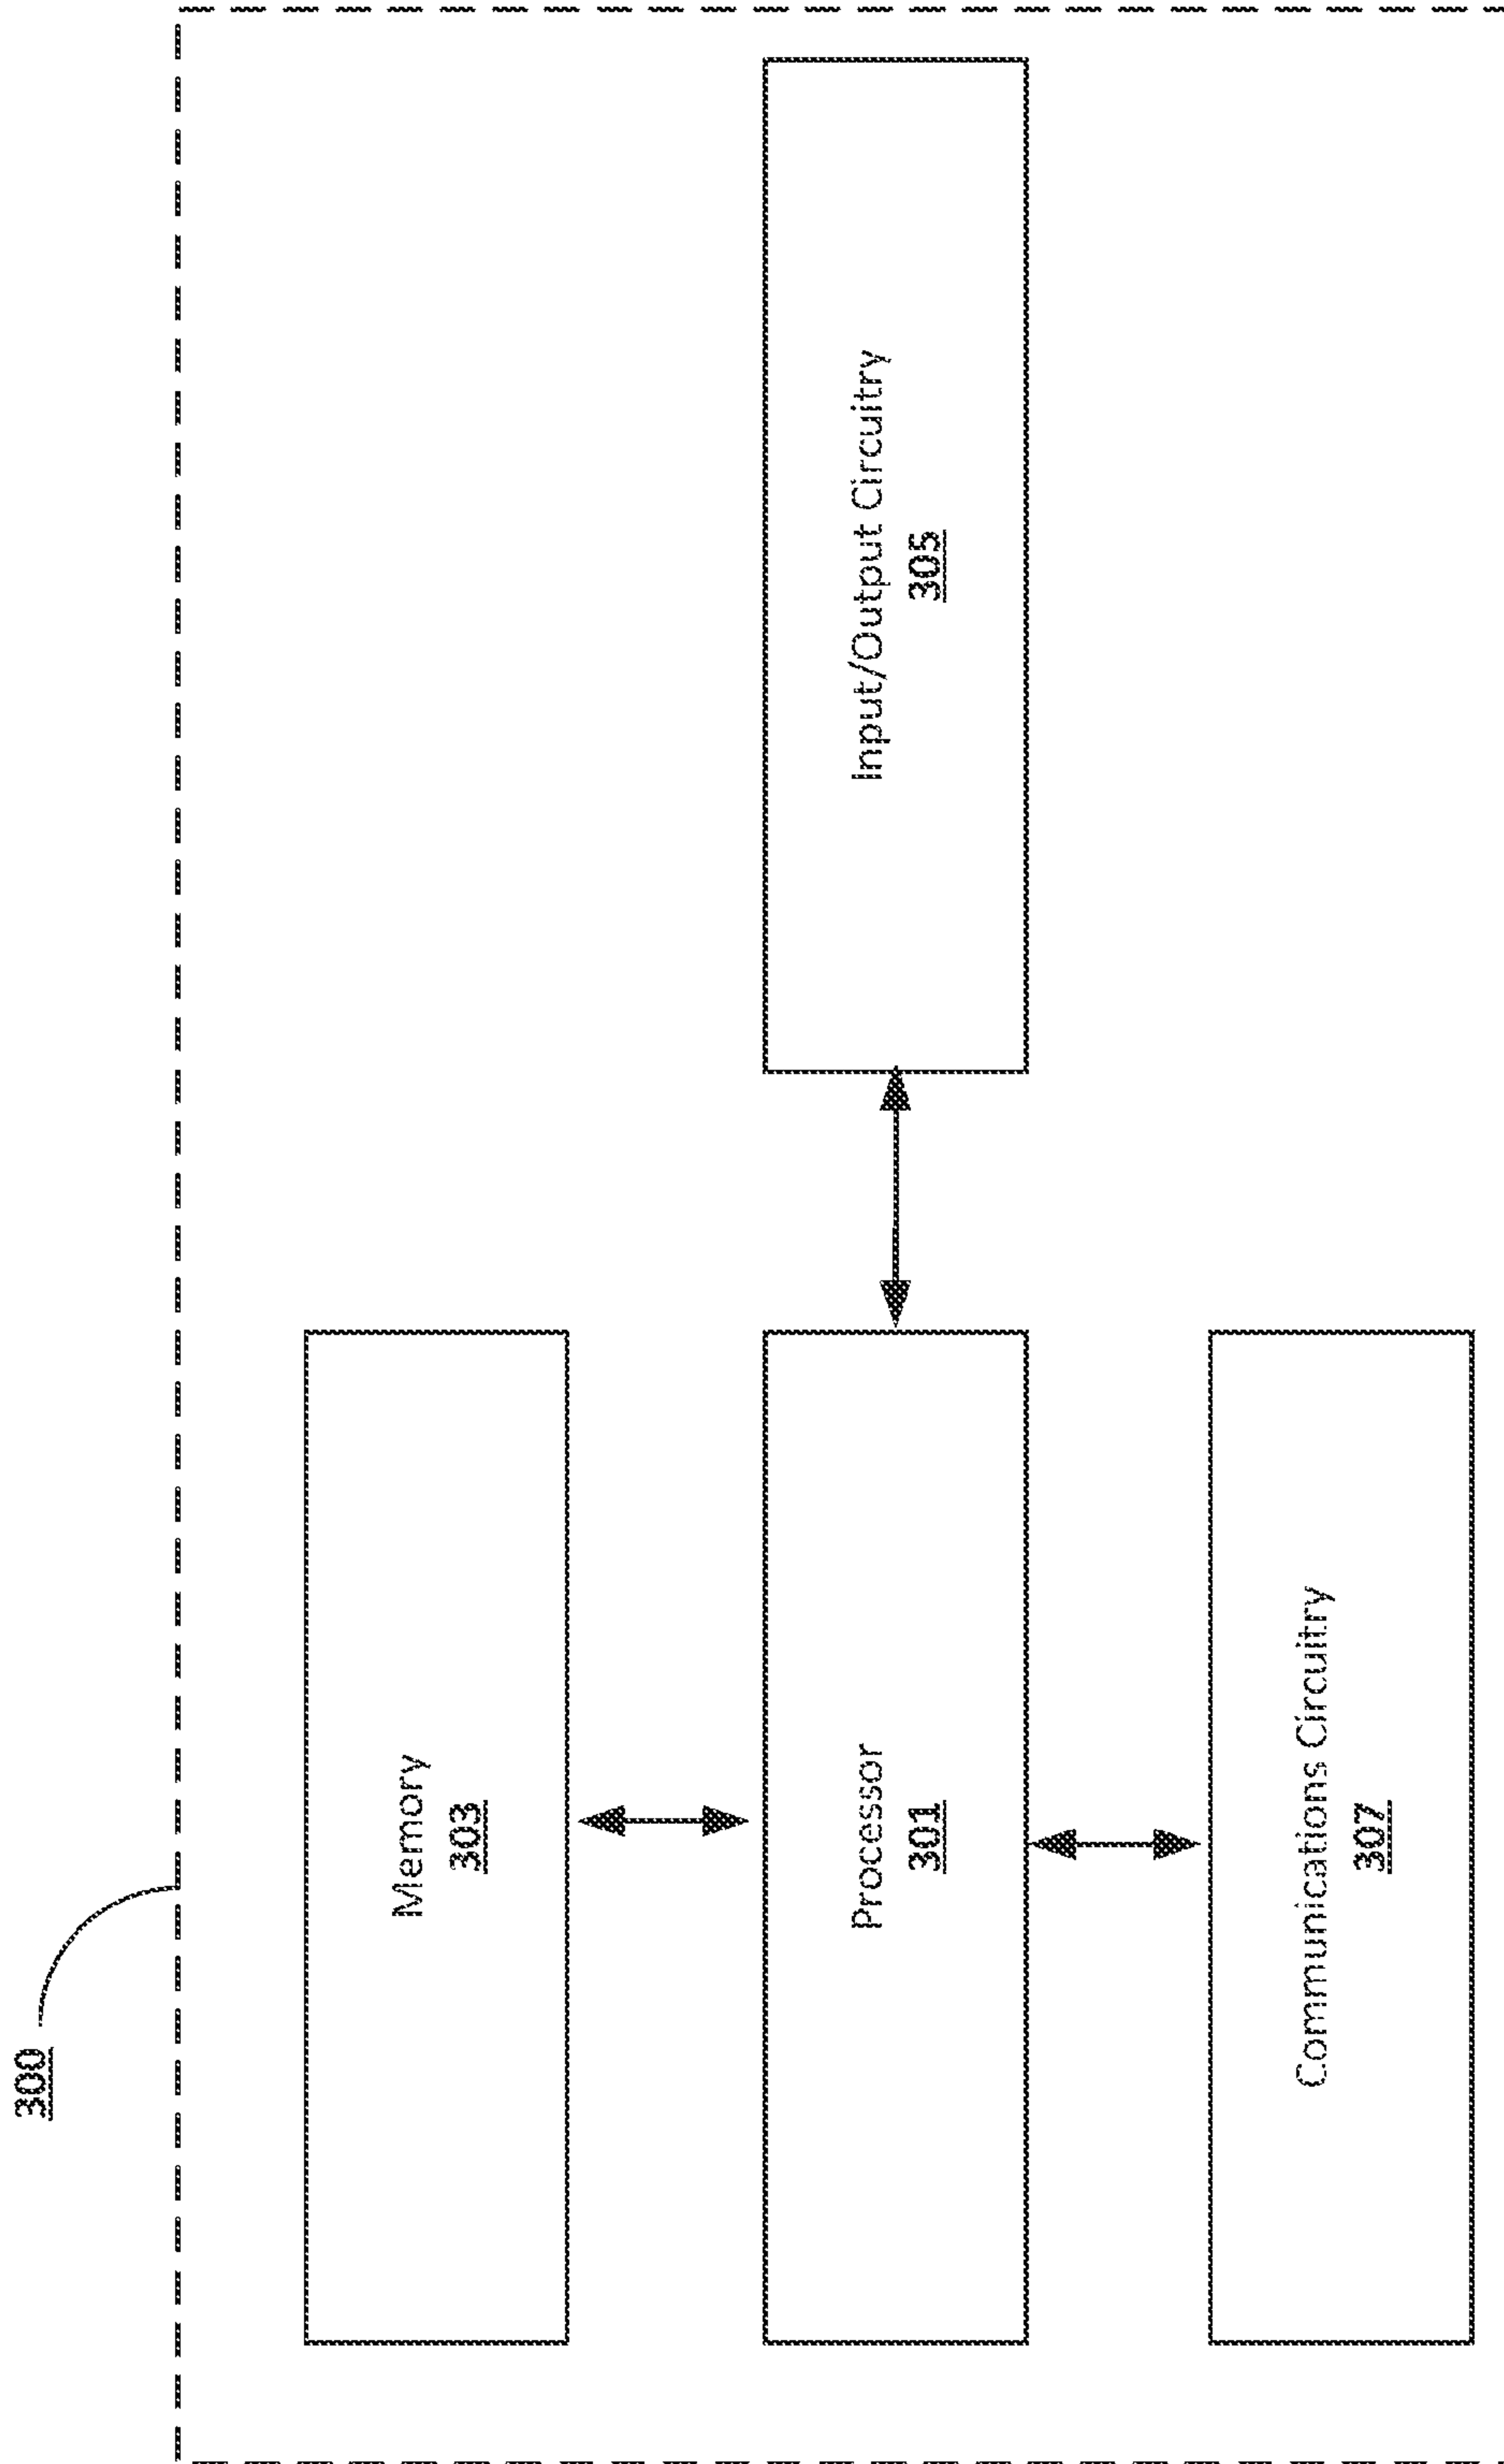 300
Memory
303
Processor
301
Input/Output Circuitry
305
Communications Circuitry
307